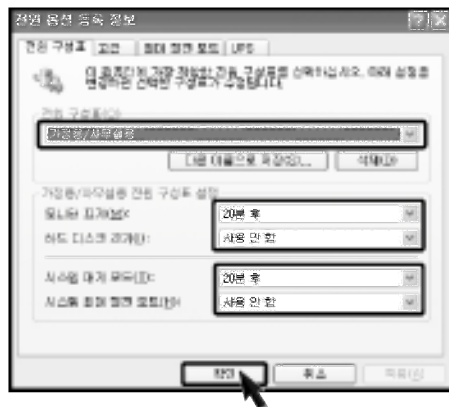 전원 옵션 등록 정보
전원 구성표 고급 최대 절전 모드 UPS
이 컴퓨터에 가장 적합한 전원 구성표를 선택하십시오. 아래 설정을
변경하면 선택한 구성표가 수정됩니다.
전원 구성표(O)
가정용/사무실용
다른 이름으로 저장(S)... 삭제(D)
가정용/사무실용 전원 구성표 설정
모니터 끄기(M): 20분 후
하드 디스크 끄기(I): 사용 안 함
시스템 대기 모드(T): 20분 후
시스템 최대 절전 모드(H): 사용 안 함
확인 취소 적용(A)